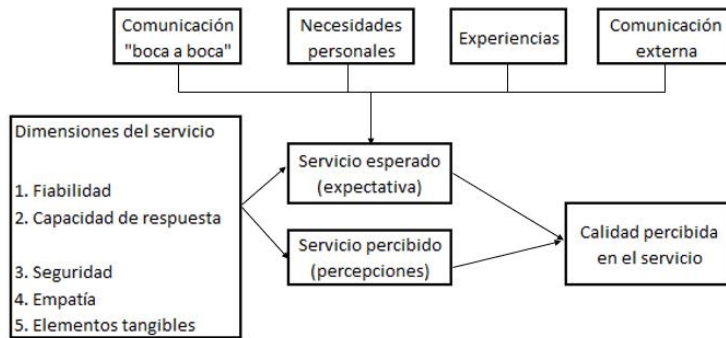 Comunicación
"boca a boca"
Necesidades
personales
Experiencias
Comunicación
externa
Dimensiones del servicio
1. Fiabilidad
2. Capacidad de respuesta
3. Seguridad
4. Empatía
5. Elementos tangibles
Servicio esperado
(expectativa)
Servicio percibido
(percepciones)
Calidad percibida
en el servicio